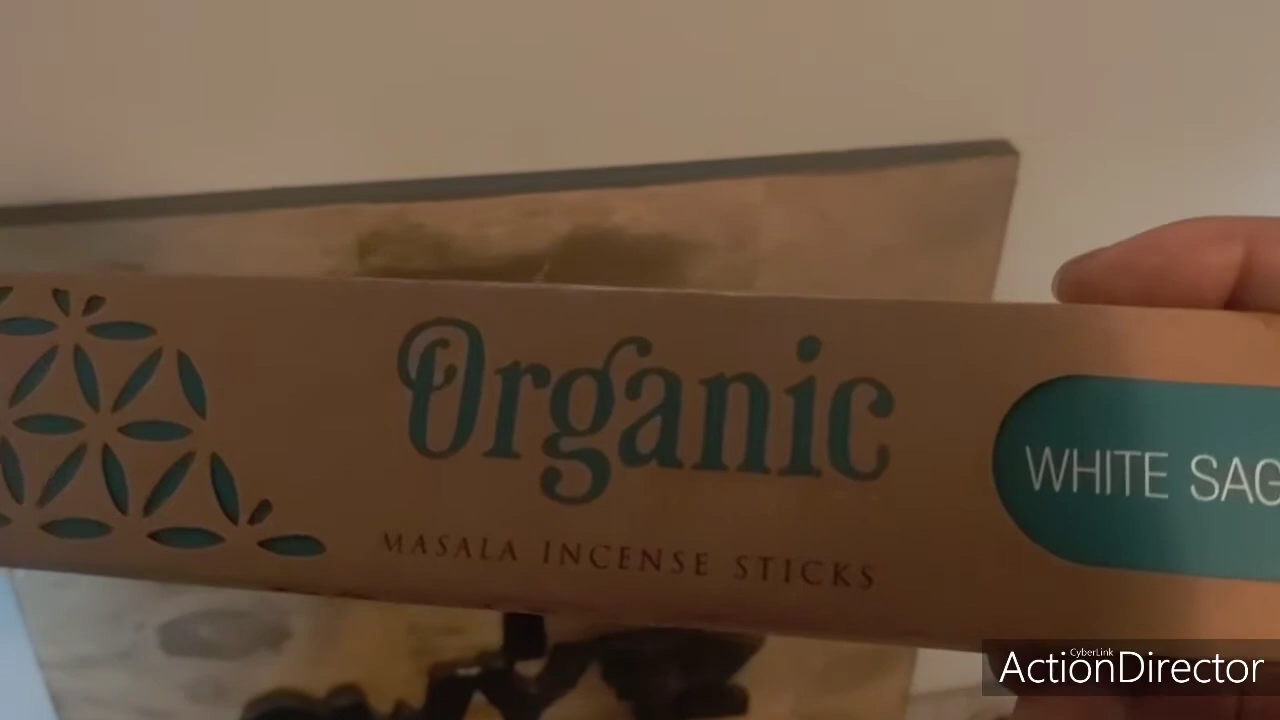 Organic
MASALA INCENSE STICKS
WHITE SAG
CyberLink
ActionDirector